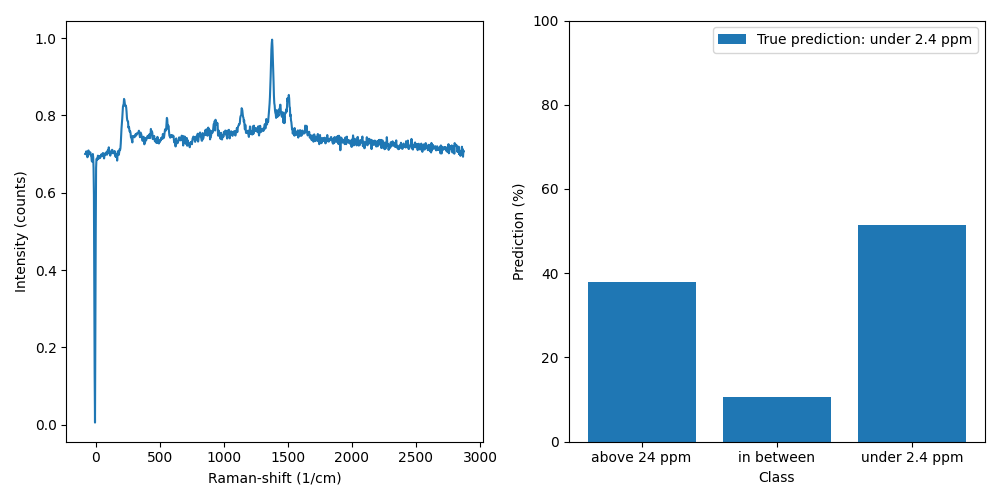 1.0
0.8
0.6
0.4
0.2
0.0
Intensity (counts)
0
500
1000
1500
2000
2500
3000
Raman-shift (1/cm)
100
80
60
40
20
0
Prediction (%)
True prediction: under 2.4 ppm
above 24 ppm
in between
under 2.4 ppm
Class